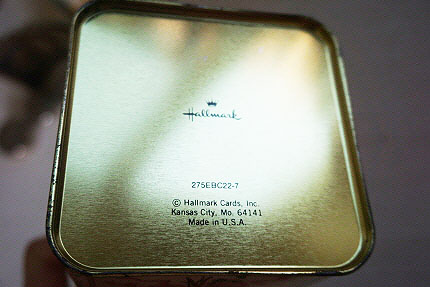 Hallmark
275EBC22-7
© Hallmark Cards, Inc.
Kansas City, Mo. 64141
Made in U.S.A.